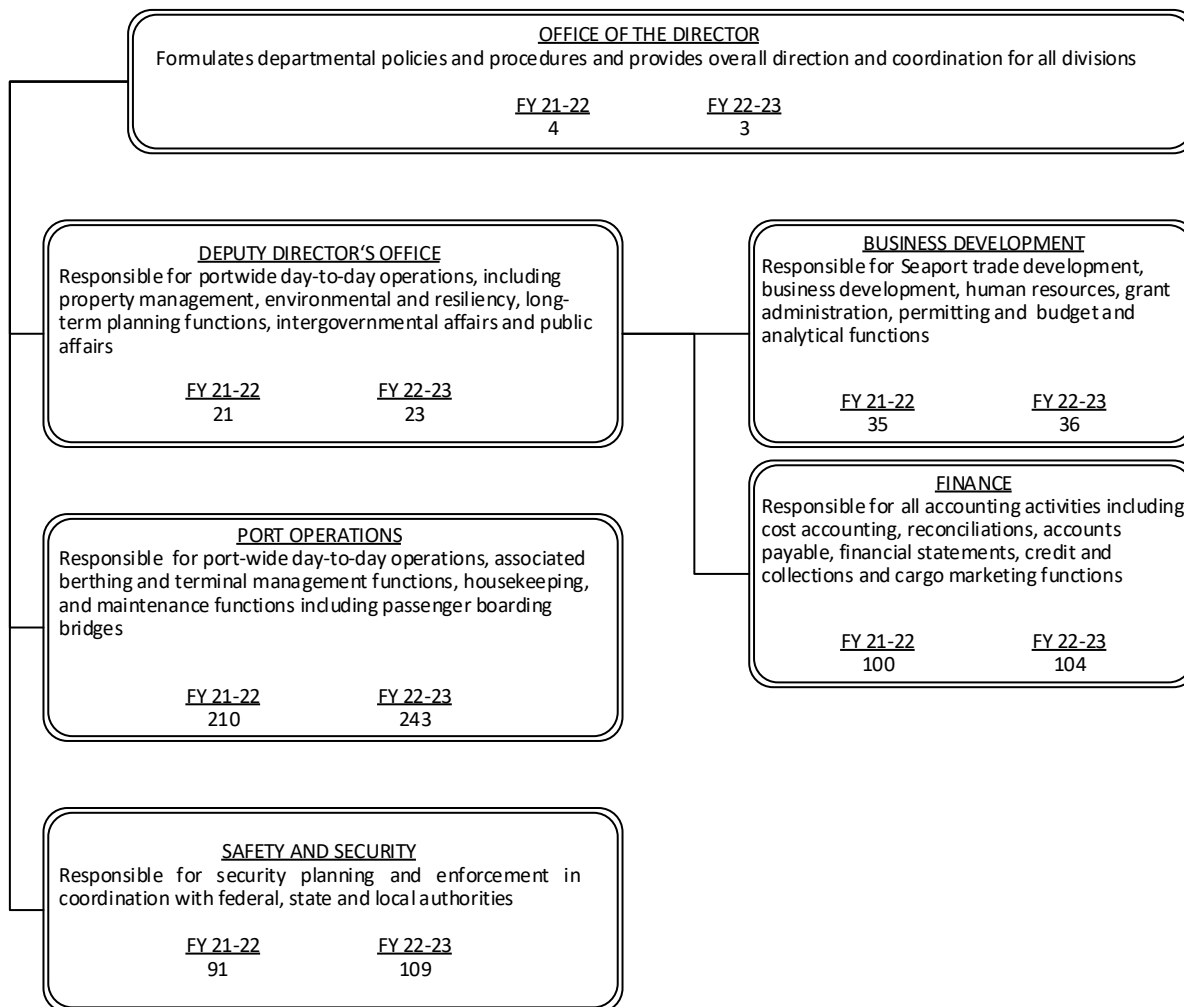 OFFICE OF THE DIRECTOR
Formulates departmental policies and procedures and provides overall direction and coordination for all divisions
FY 21-22 FY 22-23
4 3
DEPUTY DIRECTOR'S OFFICE
Responsible for portwide day-to-day operations, including
property management, environmental and resiliency, long-
term planning functions, intergovernmental affairs and public
affairs
FY 21-22 FY 22-23
21 23
BUSINESS DEVELOPMENT
Responsible for Seaport trade development,
business development, human resources, grant
administration, permitting and budget and
analytical functions
FY 21-22 FY 22-23
35 36
PORT OPERATIONS
Responsible for port-wide day-to-day operations, associated
berthing and terminal management functions, housekeeping,
and maintenance functions including passenger boarding
bridges
FY 21-22 FY 22-23
210 243
FINANCE
Responsible for all accounting activities including
cost accounting, reconciliations, accounts
payable, financial statements, credit and
collections and cargo marketing functions
FY 21-22 FY 22-23
100 104
SAFETY AND SECURITY
Responsible for security planning and enforcement in
coordination with federal, state and local authorities
FY 21-22 FY 22-23
91 109